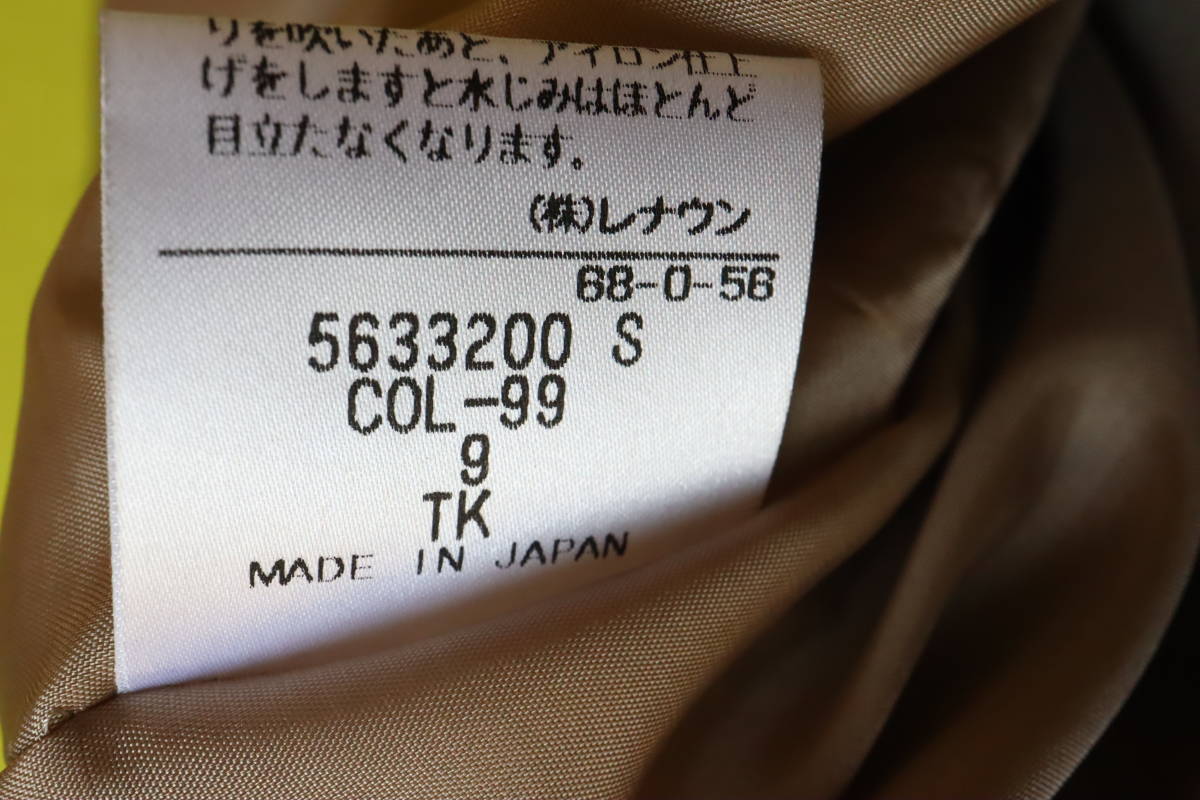 りを吹いたあと、アイロン仕上
げをしますと水じみはほとんど
目立たなくなります。
(株)レナウン
68-0-56
5633200 S
COL-99
9
TK
MADE IN JAPAN